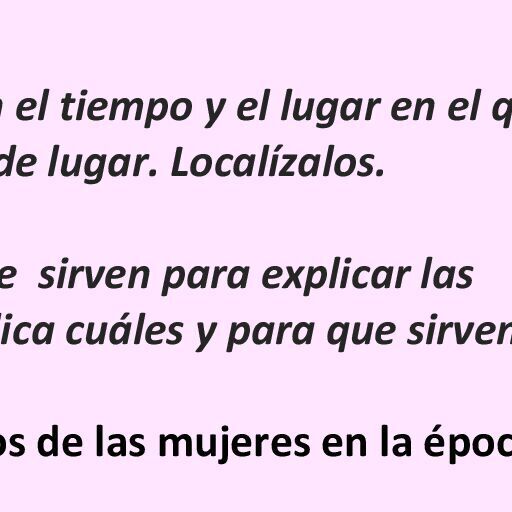 el tiempo y el lugar en el q
de lugar. Localízalos.
e sirven para explicar las
ica cuáles y para que sirven
os de las mujeres en la époc